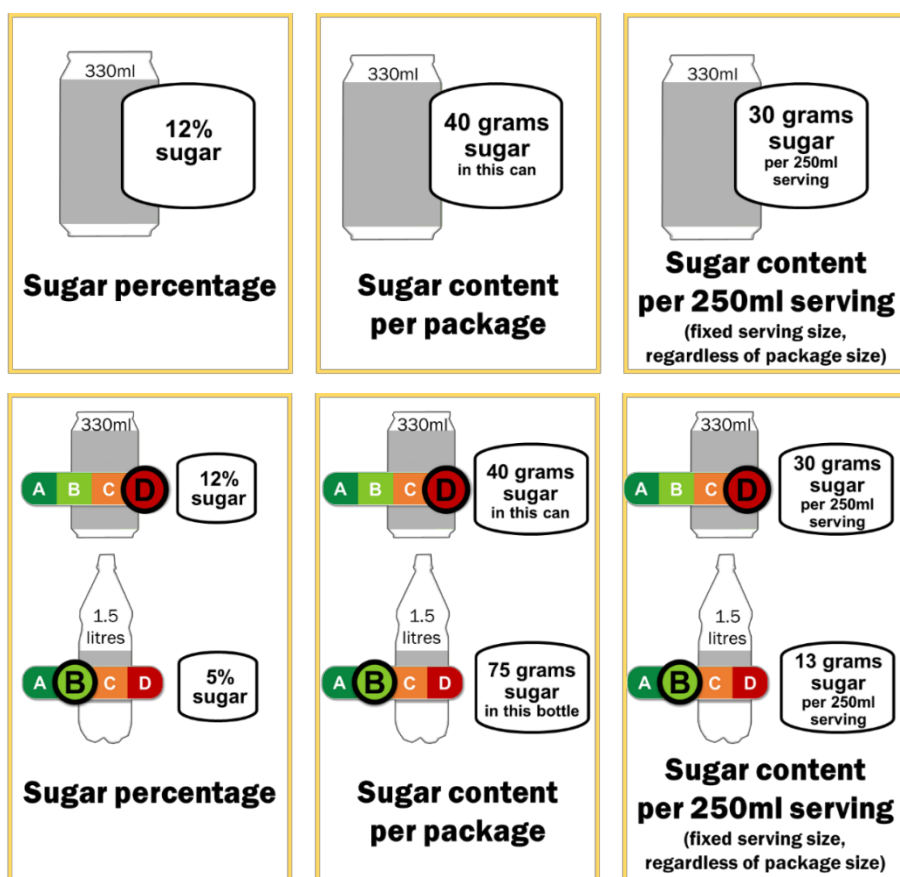 330ml
12%
sugar
Sugar percentage
330ml
40 grams
sugar
in this can
Sugar content
per package
330ml
30 grams
sugar
per 250ml
serving
Sugar content
per 250ml serving
(fixed serving size,
regardless of package size)
330ml
A B C D
12%
sugar
1.5
litres
A B C D
5%
sugar
Sugar percentage
330ml
A B C D
40 grams
sugar
in this can
1.5
litres
A B C D
75 grams
sugar
in this bottle
Sugar content
per package
330ml
A B C D
30 grams
sugar
per 250ml
serving
1.5
litres
A B C D
13 grams
sugar
per 250ml
serving
Sugar content
per 250ml serving
(fixed serving size,
regardless of package size)